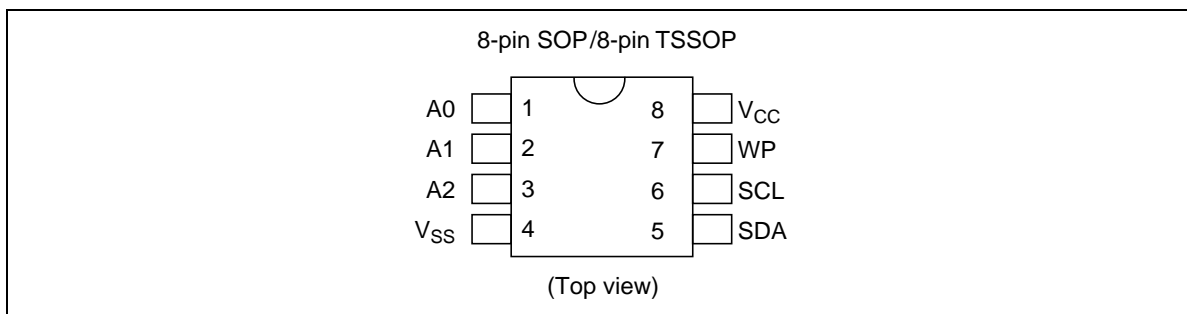 8-pin SOP/8-pin TSSOP
A0 1 8 VCC
A1 2 7 WP
A2 3 6 SCL
VSS 4 5 SDA
(Top view)